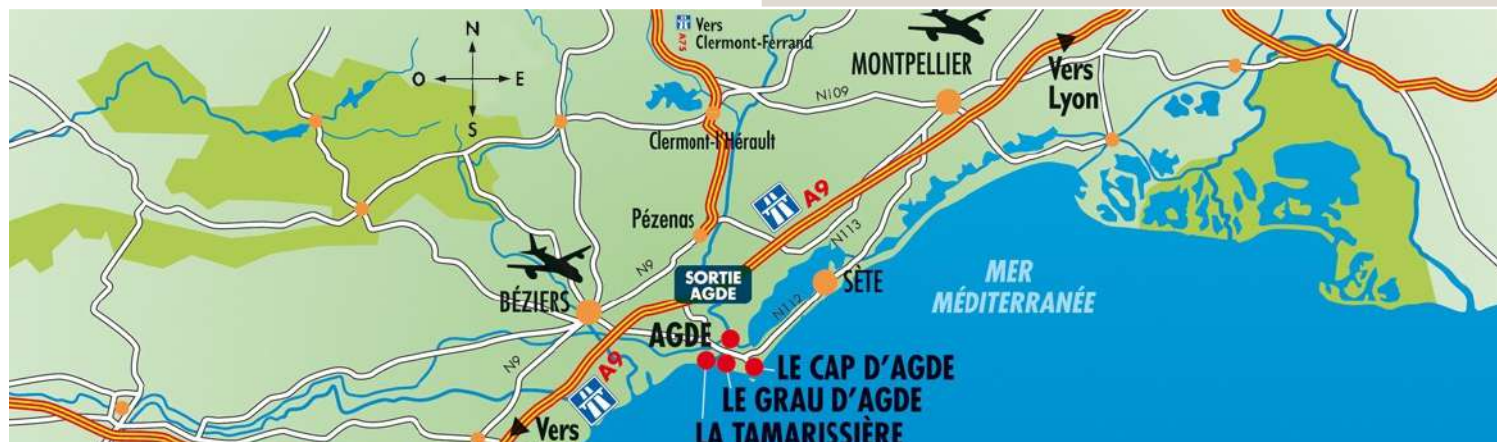 N
O
E
S
A75
Vers
Clermont-Ferrand
MONTPELLIER
Vers
Lyon
N109
Clermont-l'Hérault
A9
Pézenas
N113
N9
SORTIE
AGDE
SÈTE
MER
MÉDITERRANÉE
BÉZIERS
N112
AGDE
N9
A9
LE CAP D'AGDE
LE GRAU D'AGDE
LA TAMARISSIÈRE
Vers